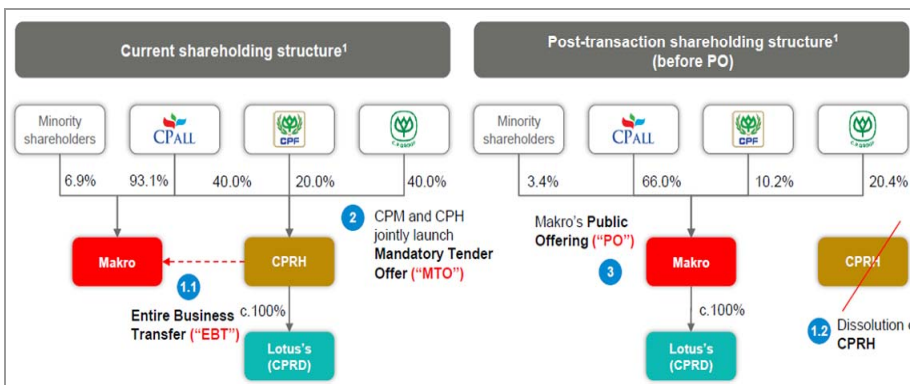 Current shareholding structure1
Post-transaction shareholding structure1
(before PO)
Minority
shareholders
CPALL
CPF
C.P.GROUP
Minority
shareholders
CPALL
CPF
C.P.GROUP
6.9%
93.1%
40.0%
20.0%
40.0%
3.4%
66.0%
10.2%
20.4%
2
CPM and CPH
jointly launch
Mandatory Tender
Offer ("MTO")
Makro's Public
Offering ("PO")
3
Makro
CPRH
Makro
CPRH
1.1
Entire Business
Transfer ("EBT")
c.100%
c.100%
1.2
Dissolution
CPRH
Lotus's
(CPRD)
Lotus's
(CPRD)